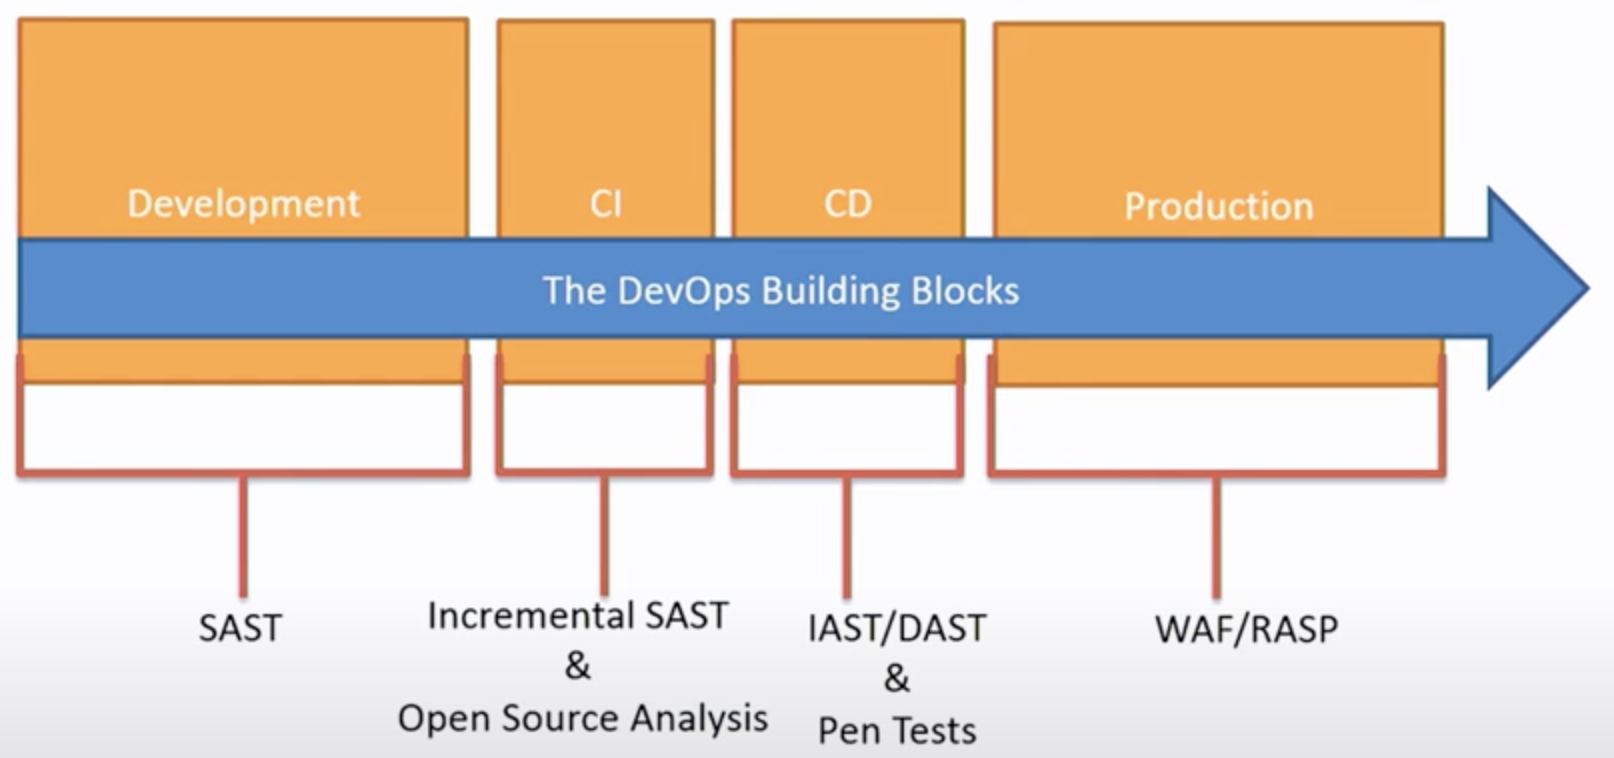 Development
CI
CD
Production
The DevOps Building Blocks
SAST
Incremental SAST
&
Open Source Analysis
IAST/DAST
&
Pen Tests
WAF/RASP